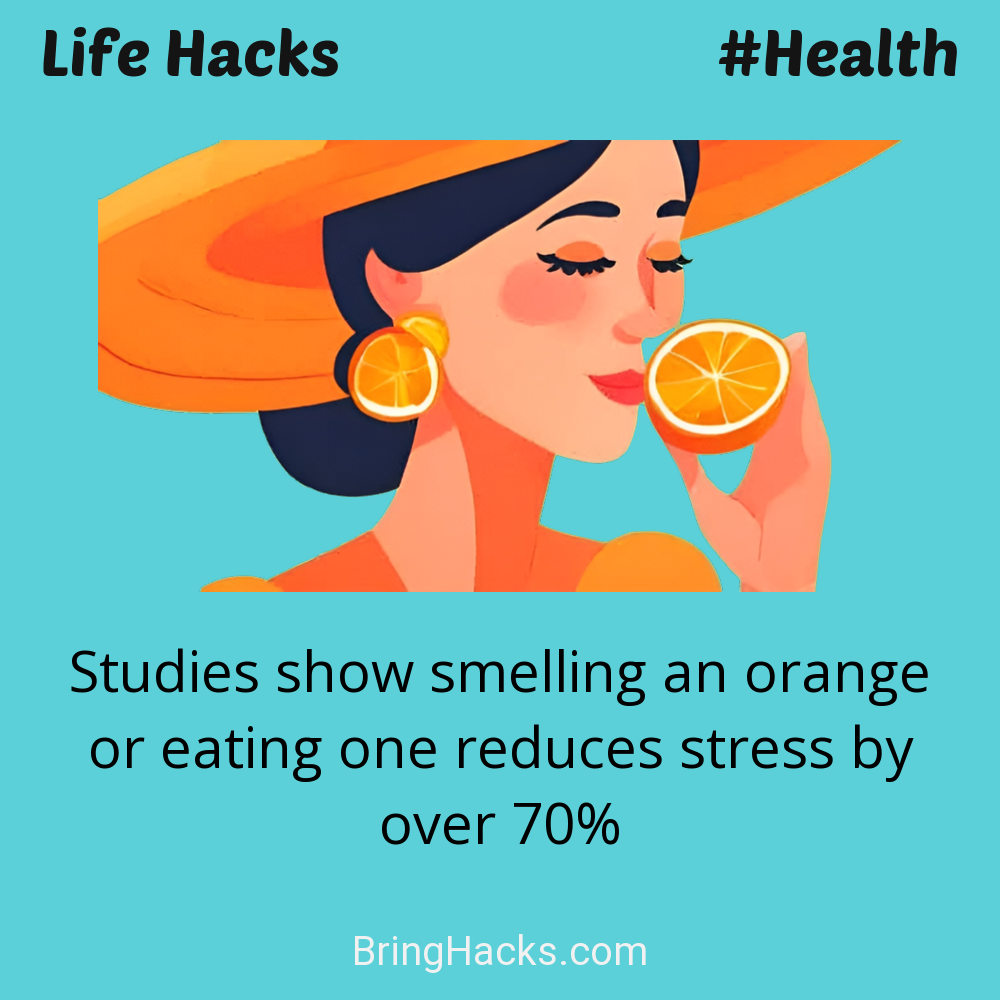 Life Hacks
#Health
Studies show smelling an orange
or eating one reduces stress by
over 70%
BringHacks.com